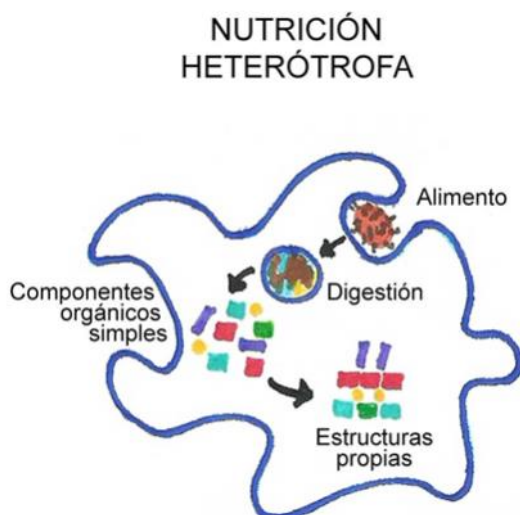 NUTRICIÓN
HETERÓTROFA
Alimento
Digestión
Componentes
orgánicos
simples
Estructuras
propias